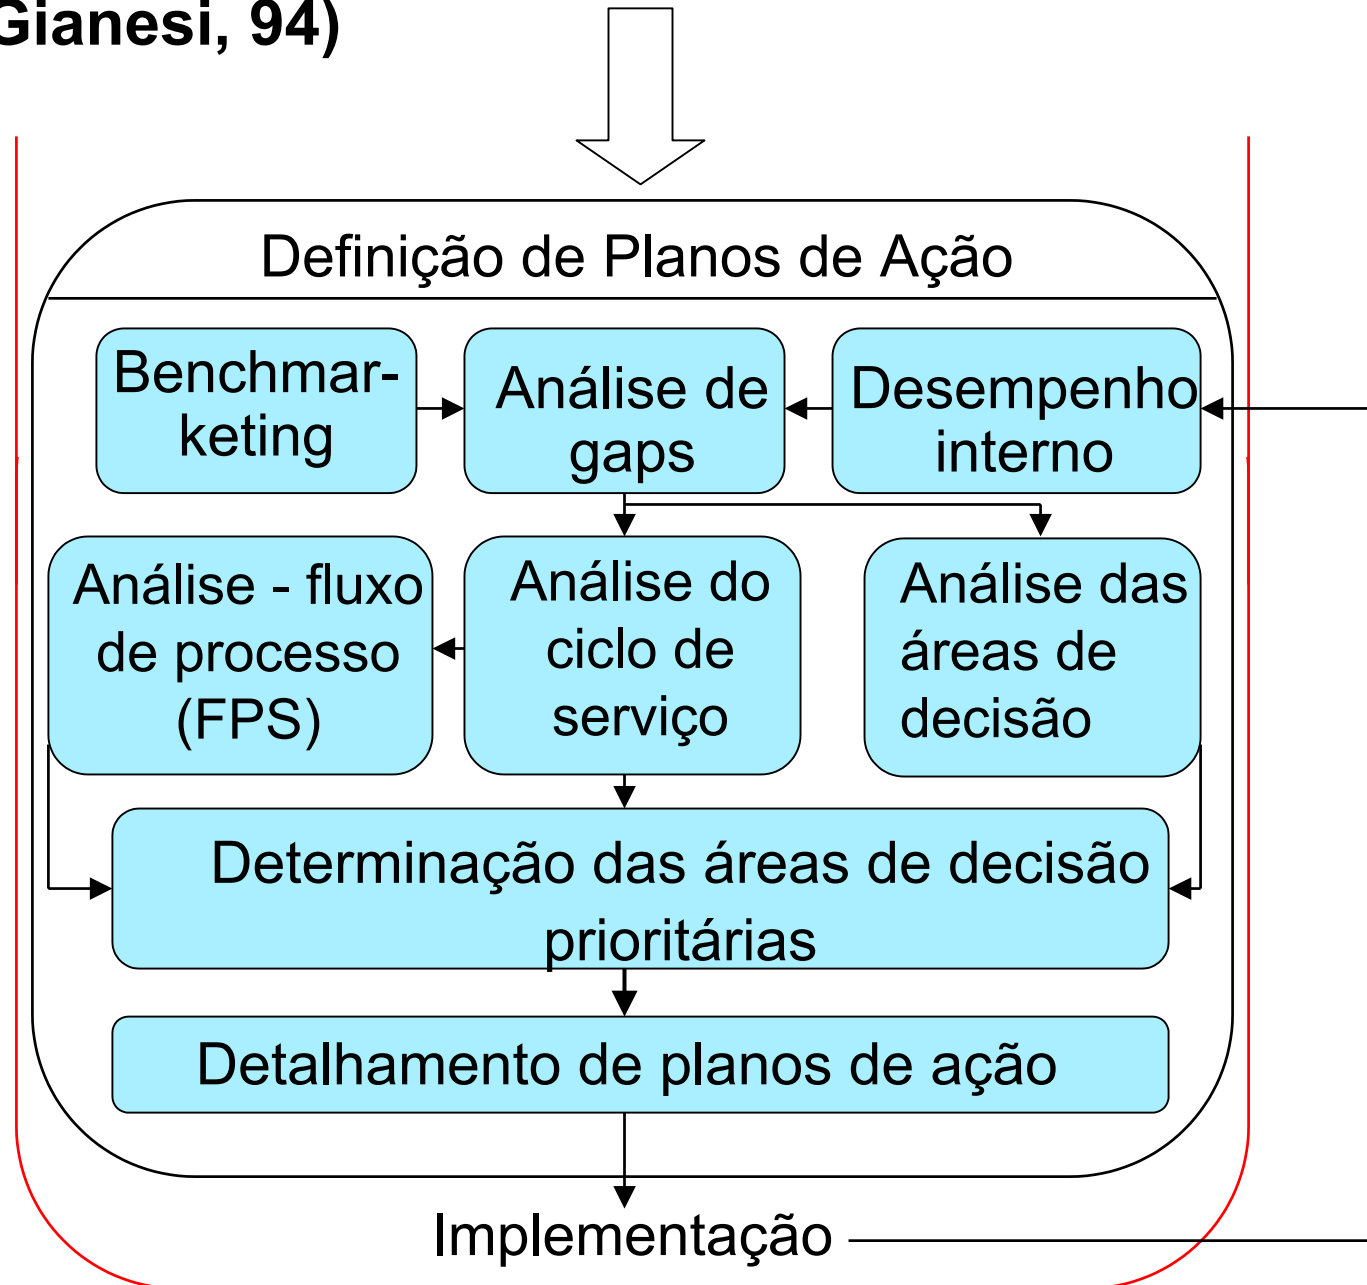 Gianesi, 94)
Definição de Planos de Ação
Benchmar-
keting
Análise de
gaps
Desempenho
interno
Análise - fluxo
de processo
(FPS)
Análise do
ciclo de
serviço
Análise das
áreas de
decisão
Determinação das áreas de decisão
prioritárias
Detalhamento de planos de ação
Implementação